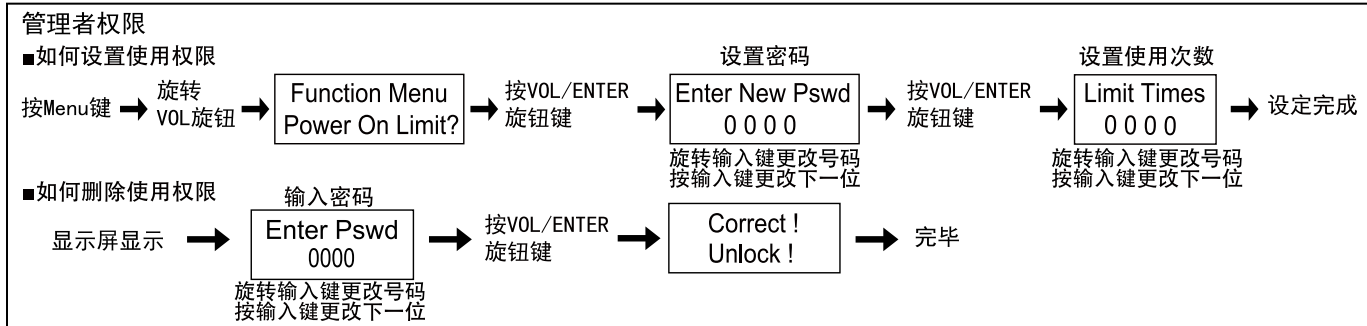 管理者权限
■如何设置使用权限
设置密码
设置使用次数
按Menu键 → 旋转 VOL旋钮 → Function Menu Power On Limit? → 按VOL/ENTER 旋钮键 → Enter New Pswd 0 0 0 0 → 按VOL/ENTER 旋钮键 → Limit Times 0 0 0 0 → 设定完成
旋转输入键更改号码
按输入键更改下一位
旋转输入键更改号码
按输入键更改下一位
■如何删除使用权限
输入密码
显示屏显示 → Enter Pswd 0000 → 按VOL/ENTER 旋钮键 → Correct ! Unlock ! → 完毕
旋转输入键更改号码
按输入键更改下一位